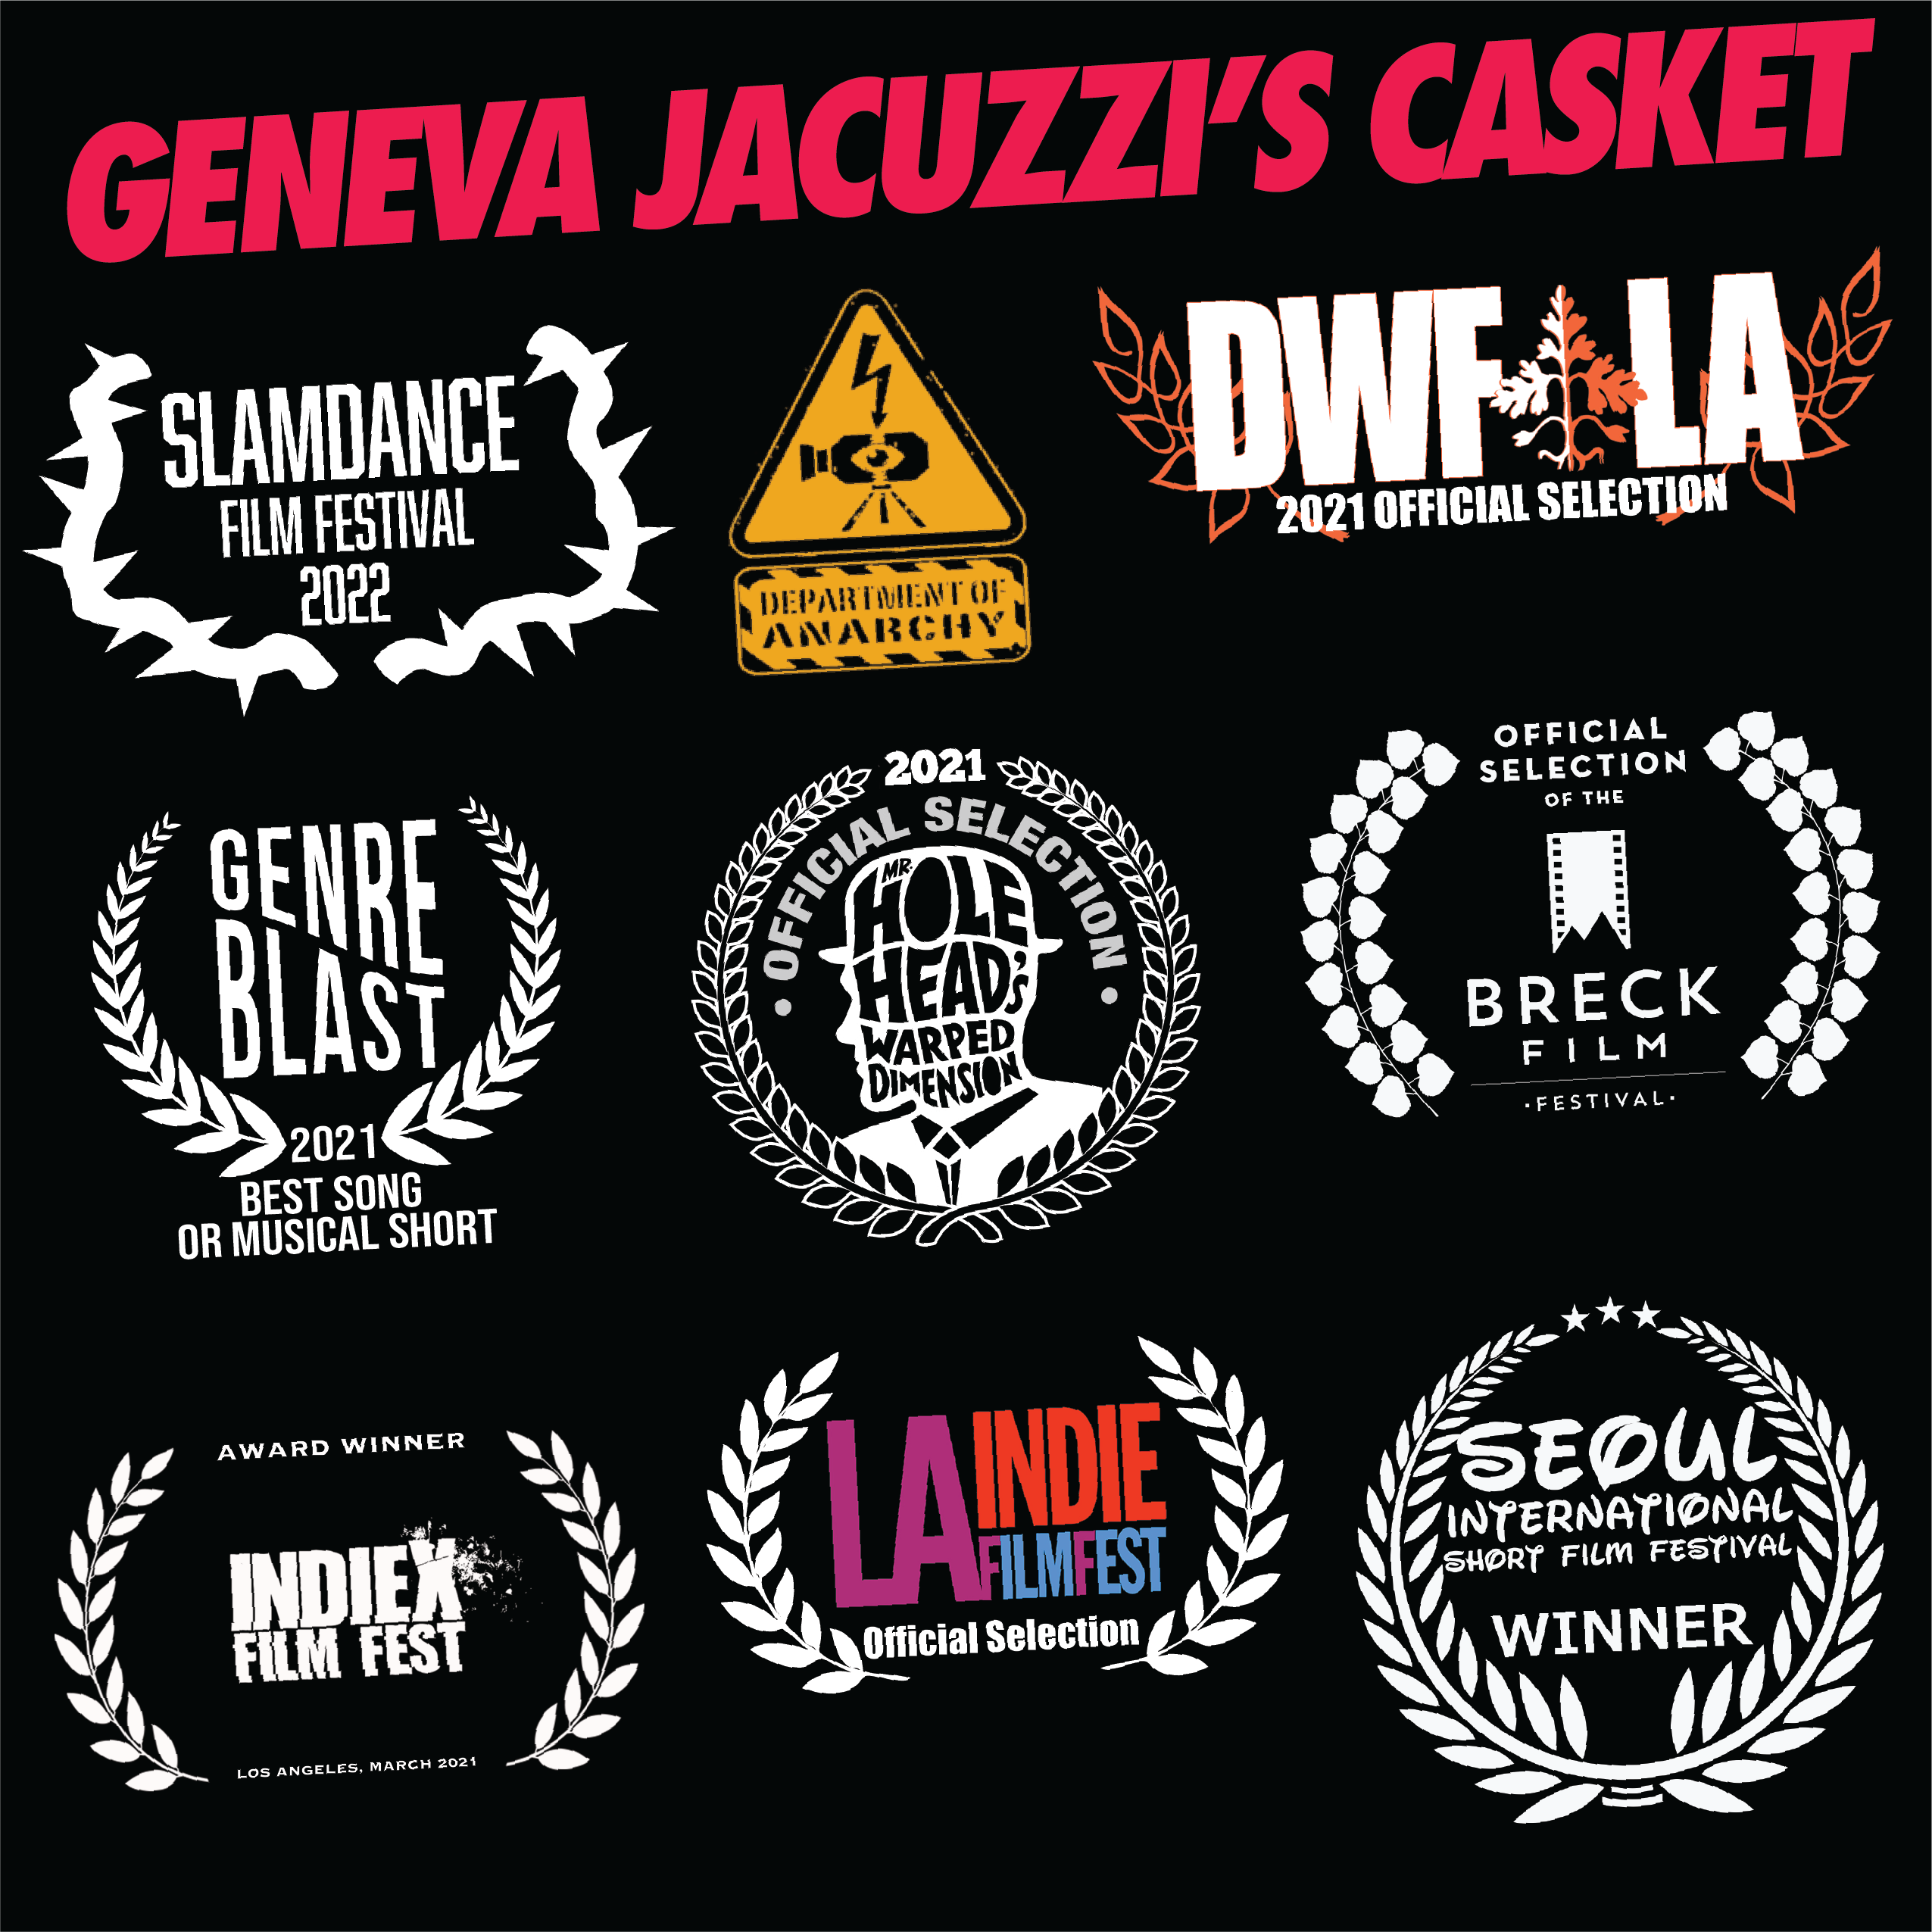 GENEVA JACUZZI'S CASKET
SLAMDANCE
FILM FESTIVAL
2022
DEPARTMENT OF
ANARCHY
DWF LA
2021 OFFICIAL SELECTION
GENRE
BLAST
2021
BEST SONG
OR MUSICAL SHORT
2021
• OFFICIAL SELECTION •
MR.
HOLE
HEAD'S
WARPED
DIMENSION
OFFICIAL
SELECTION
OF THE
BRECK
FILM
·FESTIVAL·
AWARD WINNER
INDIEX
FILM FEST
LOS ANGELES, MARCH 2021
LA INDIE
FILMFEST
Official Selection
SEOUL
INTERNATIONAL
SHORT FILM FESTIVAL
WINNER